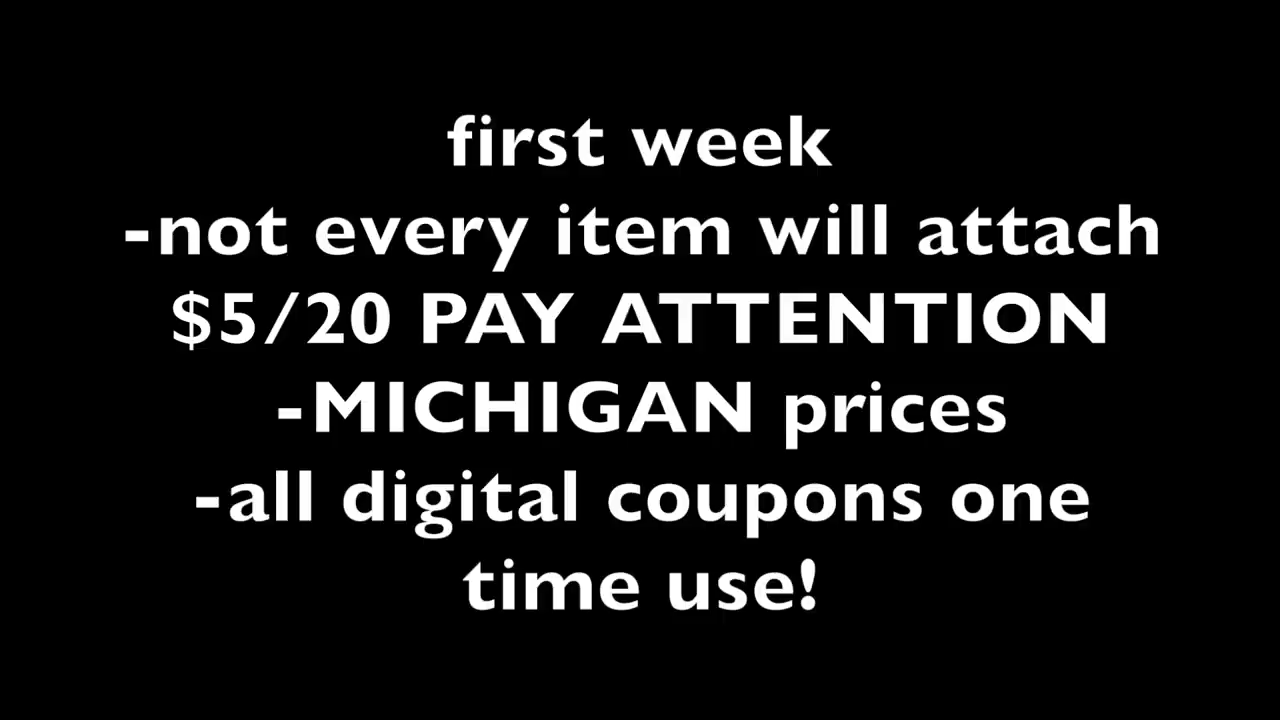 first week
-not every item will attach
$5/20 PAY ATTENTION
-MICHIGAN prices
-all digital coupons one
time use!